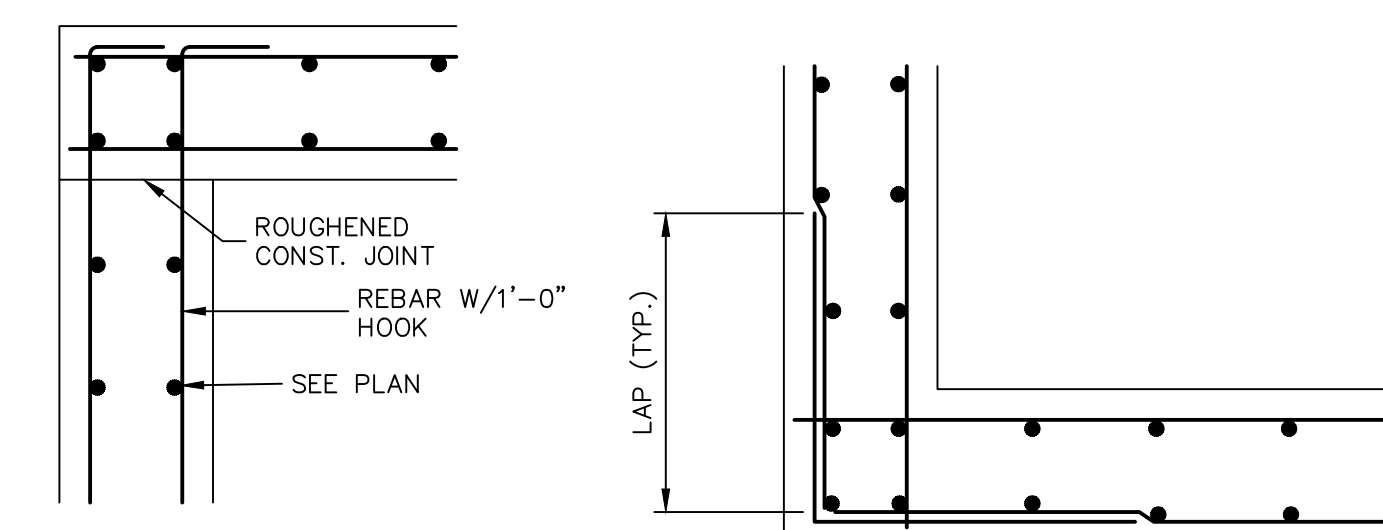 ROUGHENED
CONST. JOINT
REBAR W/1'-0"
HOOK
SEE PLAN
LAP (TYP.)